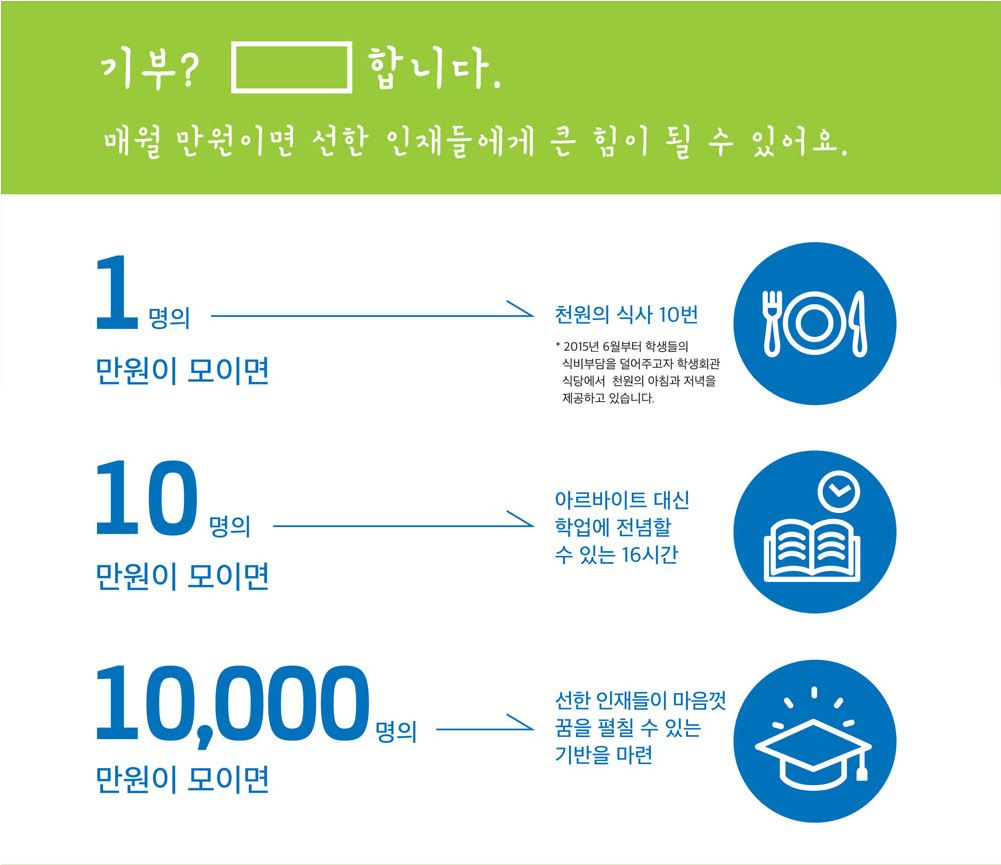 기부? 합니다.
매월 만원이면 선한 인재들에게 큰 힘이 될 수 있어요.
1명의
만원이 모이면
천원의 식사 10번
* 2015년 6월부터 학생들의
식비부담을 덜어주고자 학생회관
식당에서 천원의 아침과 저녁을
제공하고 있습니다.
10명의
만원이 모이면
아르바이트 대신
학업에 전념할
수 있는 16시간
10,000명의
만원이 모이면
선한 인재들이 마음껏
꿈을 펼칠 수 있는
기반을 마련